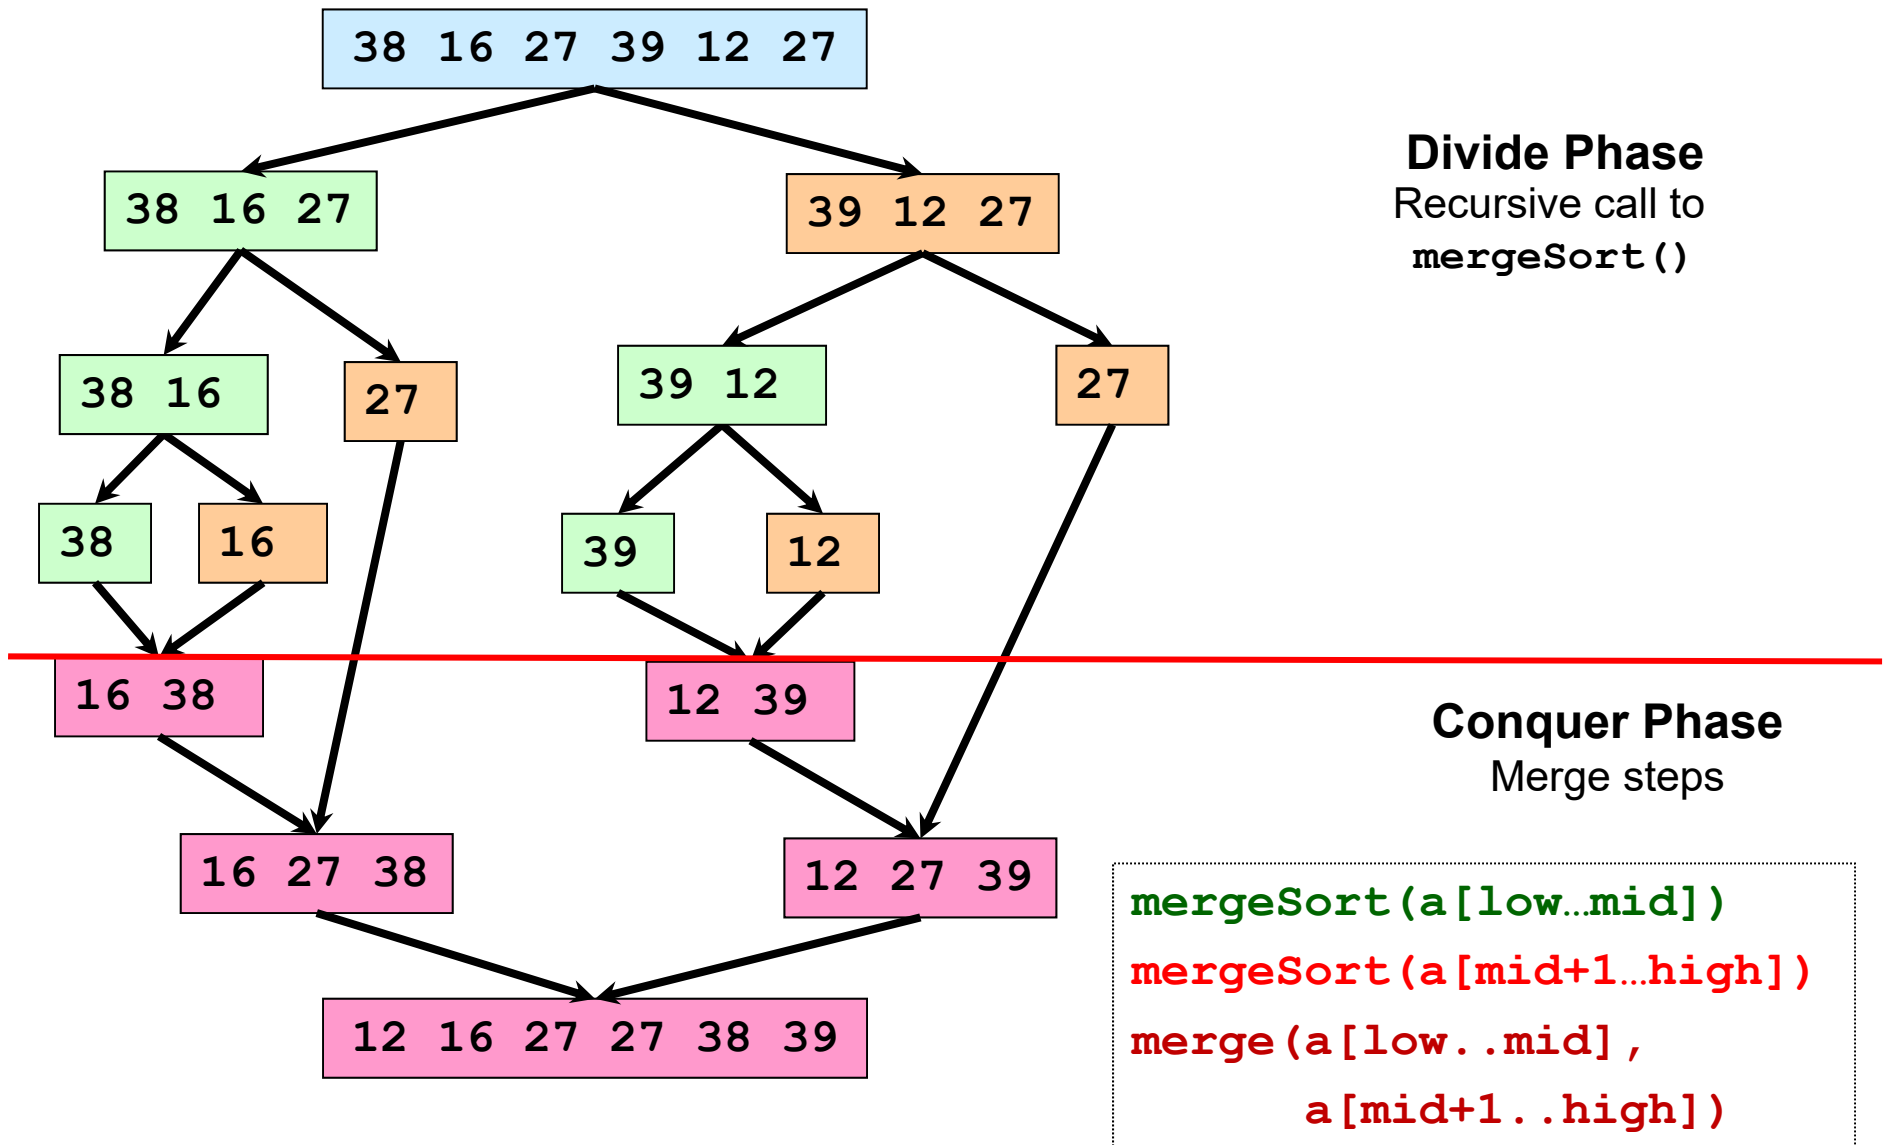 38 16 27 39 12 27
Divide Phase
Recursive call to
mergeSort()
38 16 27
39 12 27
38 16
27
39 12
27
38
16
39
12
16 38
12 39
Conquer Phase
Merge steps
16 27 38
12 27 39
mergeSort(a[low…mid])
mergeSort(a[mid+1…high])
merge(a[low..mid],
a[mid+1..high])
12 16 27 27 38 39